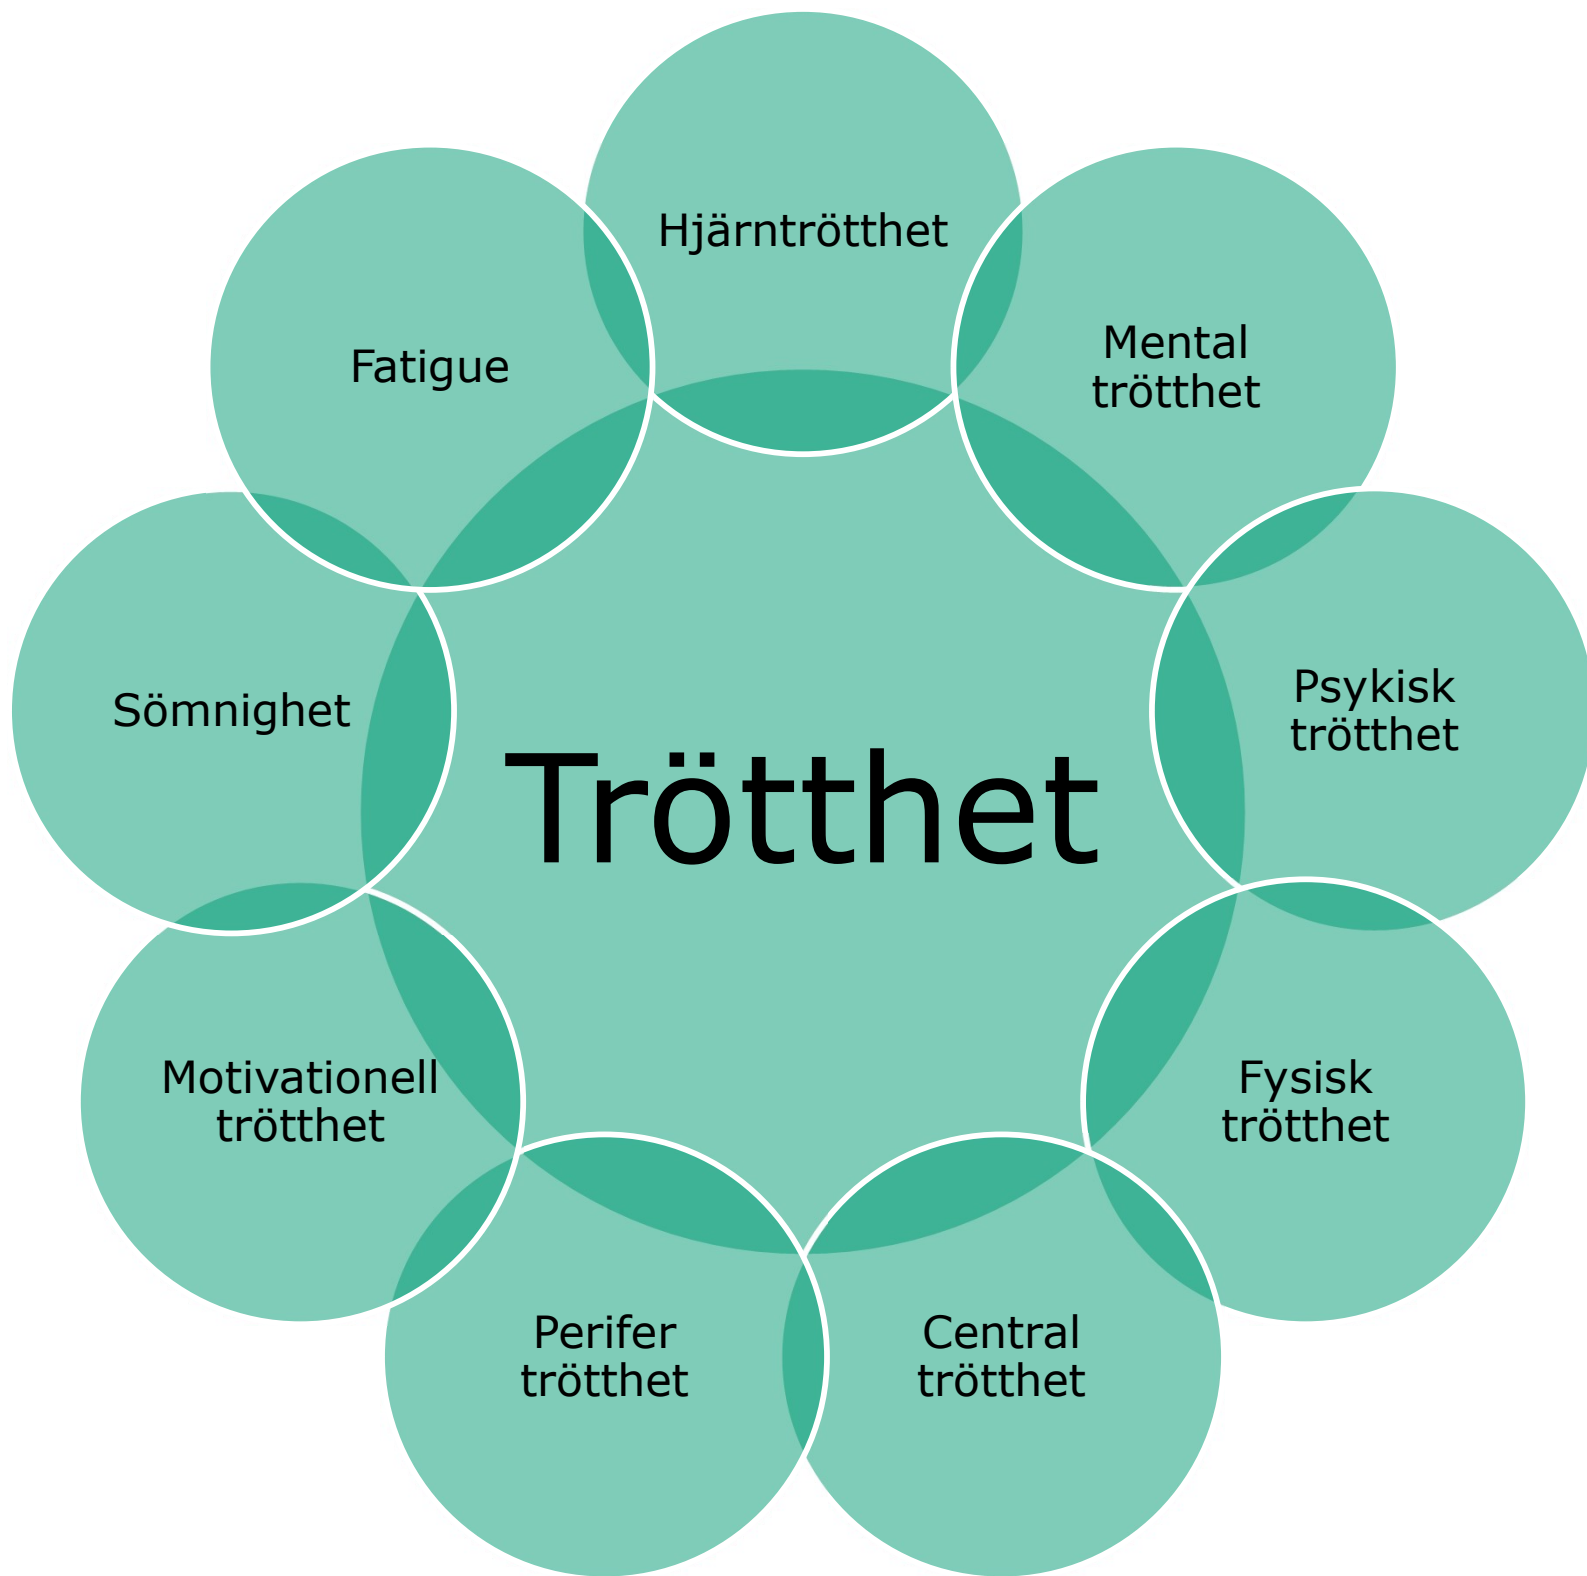 Hjärntrötthet
Mental
trötthet
Psykisk
trötthet
Fysisk
trötthet
Central
trötthet
Perifer
trötthet
Motivationell
trötthet
Sömnighet
Fatigue
Trötthet